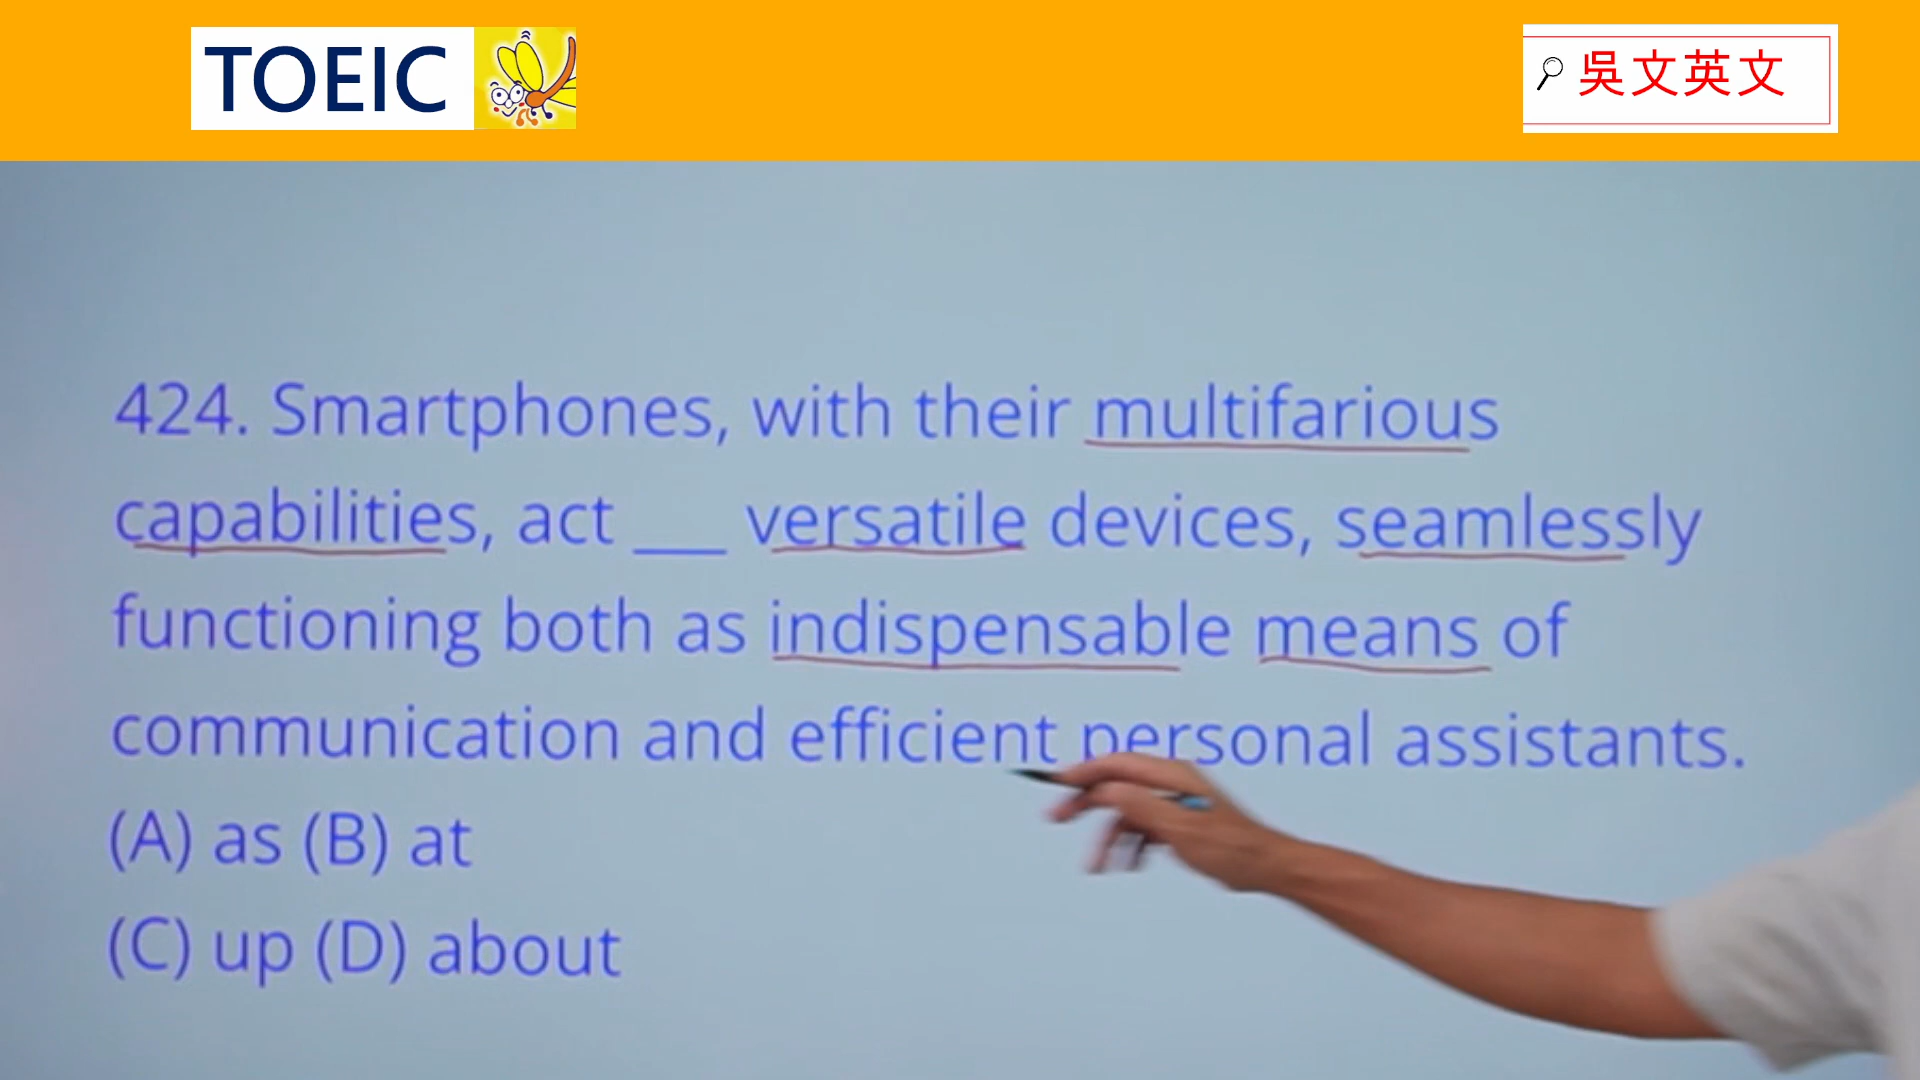 TOEIC
吳文英文
424. Smartphones, with their multifarious
capabilities, act ___ versatile devices, seamlessly
functioning both as indispensable means of
communication and efficient personal assistants.
(A) as (B) at
(C) up (D) about